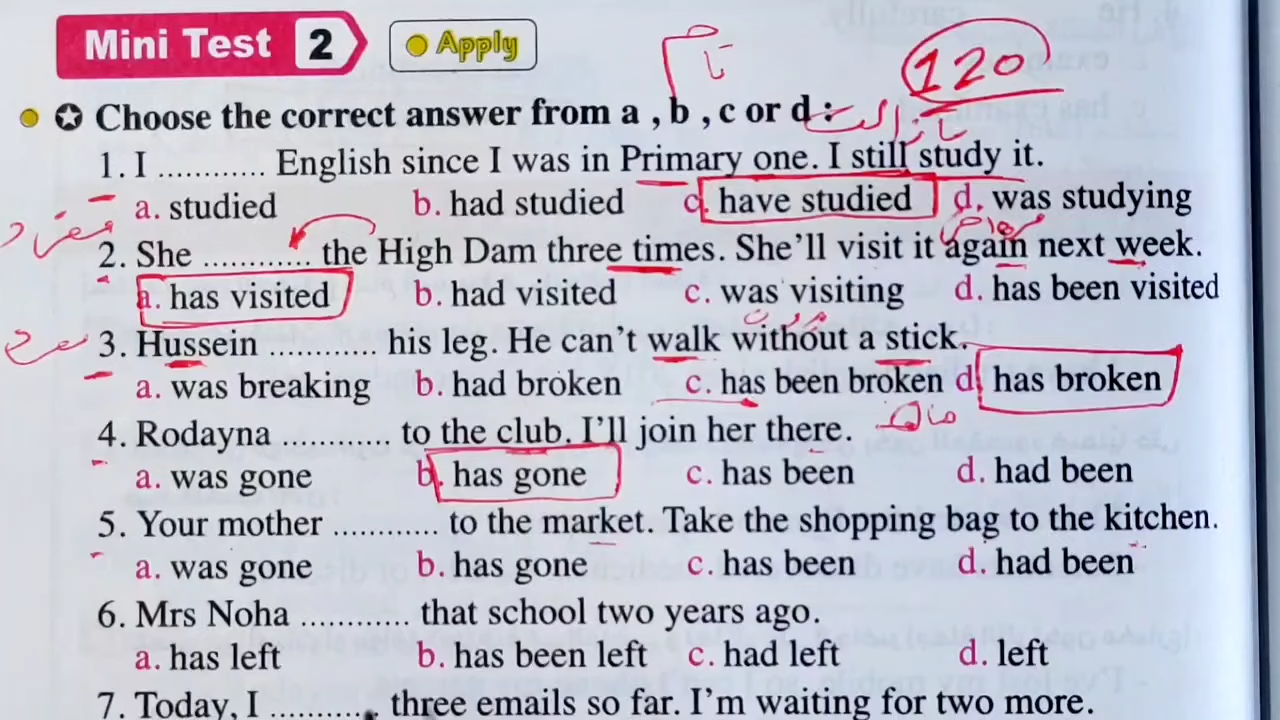 Mini Test 2 Apply
120
Choose the correct answer from a , b , c or d :
1. I ............ English since I was in Primary one. I still study it.
a. studied b. had studied c. have studied d. was studying
2. She ............ the High Dam three times. She'll visit it again next week.
a. has visited b. had visited c. was visiting d. has been visited
3. Hussein ............ his leg. He can't walk without a stick.
a. was breaking b. had broken c. has been broken d. has broken
4. Rodayna ............ to the club. I'll join her there.
a. was gone b. has gone c. has been d. had been
5. Your mother ............ to the market. Take the shopping bag to the kitchen.
a. was gone b. has gone c. has been d. had been
6. Mrs Noha ............ that school two years ago.
a. has left b. has been left c. had left d. left
7. Today, I ............ three emails so far. I'm waiting for two more.